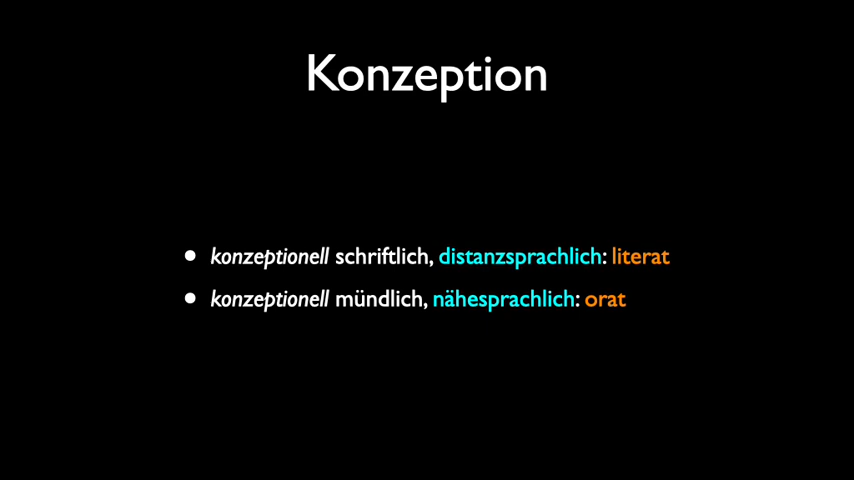 Konzeption
• konzeptionell schriftlich, distanzsprachlich: literat
• konzeptionell mündlich, nähesprachlich: orat